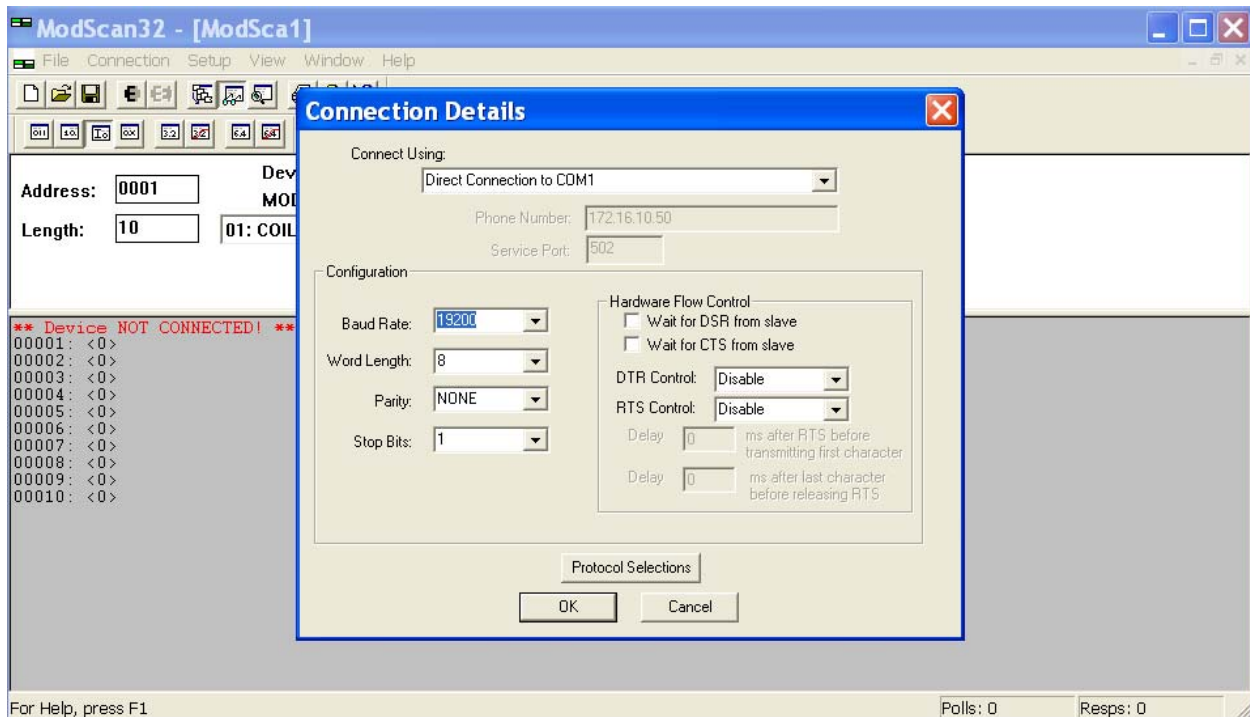 ModScan32 - [ModSca1]
File Connection Setup View Window Help
Connection Details
Connect Using:
Direct Connection to COM1
Address: 0001
Dev
MOD
Length: 10
01: COIL
Phone Number: 172.16.10.50
Service Port: 502
Configuration
Baud Rate: 19200
Word Length: 8
Parity: NONE
Stop Bits: 1
Hardware Flow Control
Wait for DSR from slave
Wait for CTS from slave
DTR Control: Disable
RTS Control: Disable
Delay 0 ms after RTS before
transmitting first character
Delay 0 ms after last character
before releasing RTS
Protocol Selections
OK Cancel
** Device NOT CONNECTED! **
00001: <0>
00002: <0>
00003: <0>
00004: <0>
00005: <0>
00006: <0>
00007: <0>
00008: <0>
00009: <0>
00010: <0>
For Help, press F1
Polls: 0
Resps: 0